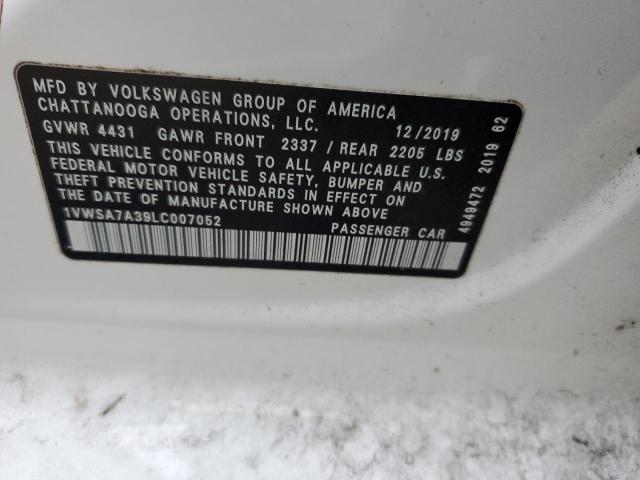 MFD BY VOLKSWAGEN GROUP OF AMERICA
CHATTANOOGA OPERATIONS, LLC. 12/2019
GVWR 4431 GAWR FRONT 2337 / REAR 2205 LBS
THIS VEHICLE CONFORMS TO ALL APPLICABLE U.S.
FEDERAL MOTOR VEHICLE SAFETY, BUMPER AND
THEFT PREVENTION STANDARDS IN EFFECT ON
THE DATE OF MANUFACTURE SHOWN ABOVE
1VWSA7A39LC007052 PASSENGER CAR
4949472 2019 62